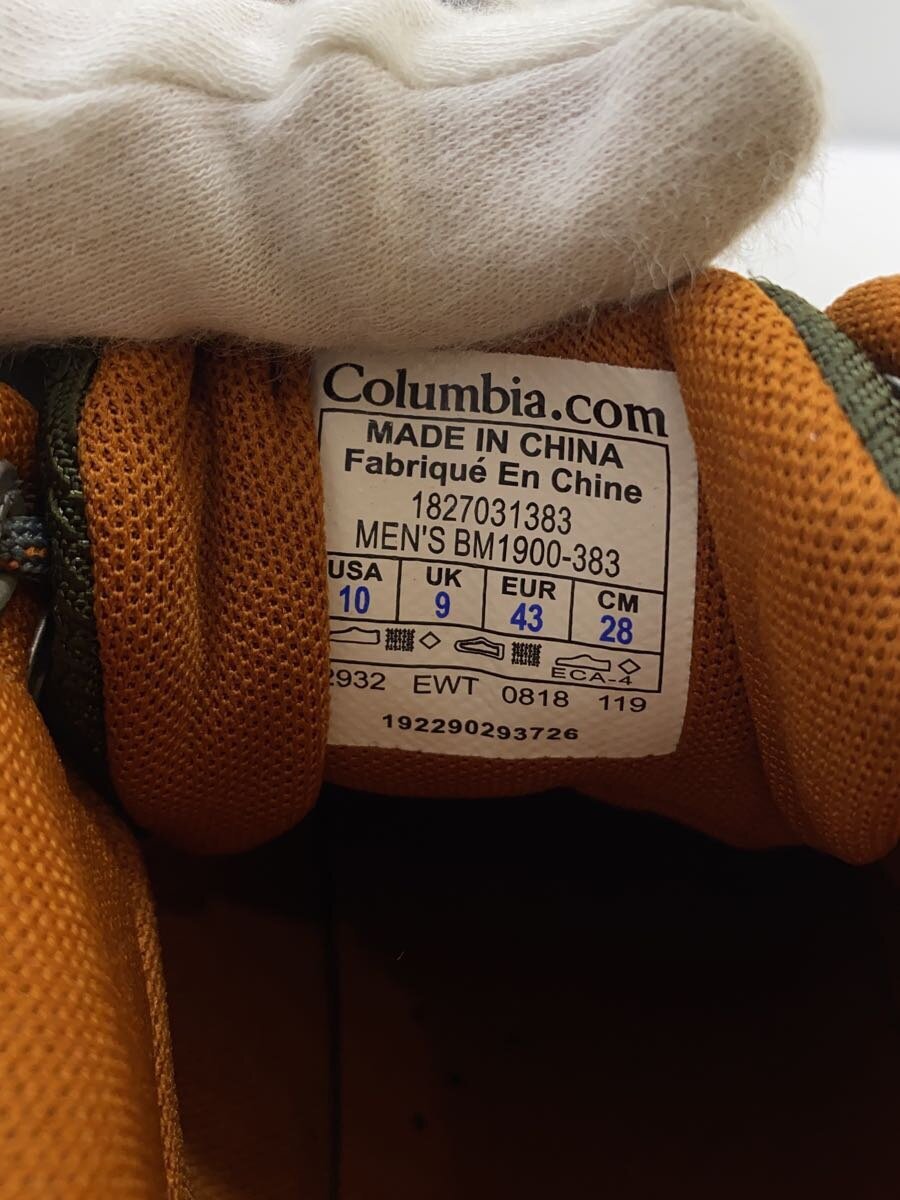 Columbia.com
MADE IN CHINA
Fabriqué En Chine
1827031383
MEN'S BM1900-383
USA UK EUR CM
10 9 43 28
ECA-4
2932 EWT 0818 119
192290293726